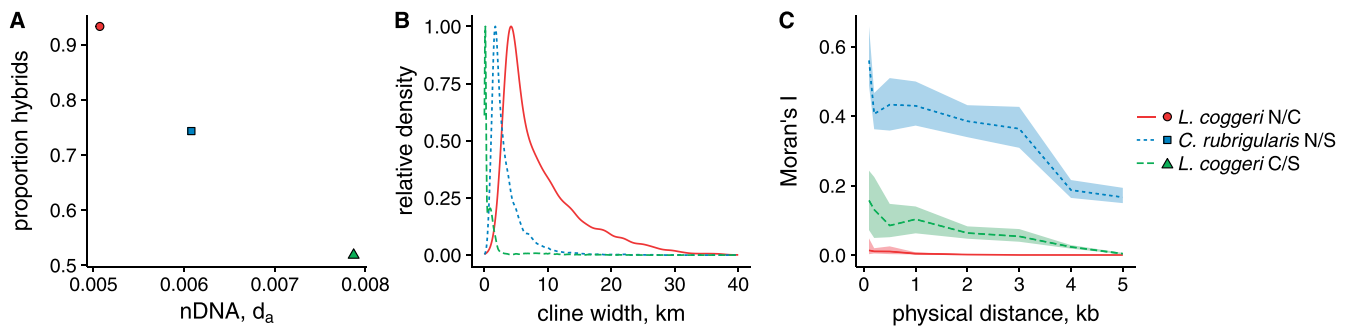 A
proportion hybrids
0.9
0.8
0.7
0.6
0.5
0.005
0.006
0.007
0.008
nDNA, dₐ
B
relative density
1.00
0.75
0.50
0.25
0.00
0
10
20
30
40
cline width, km
C
Moran's I
0.6
0.4
0.2
0.0
0
1
2
3
4
5
physical distance, kb
L. coggeri N/C
C. rubrigularis N/S
L. coggeri C/S